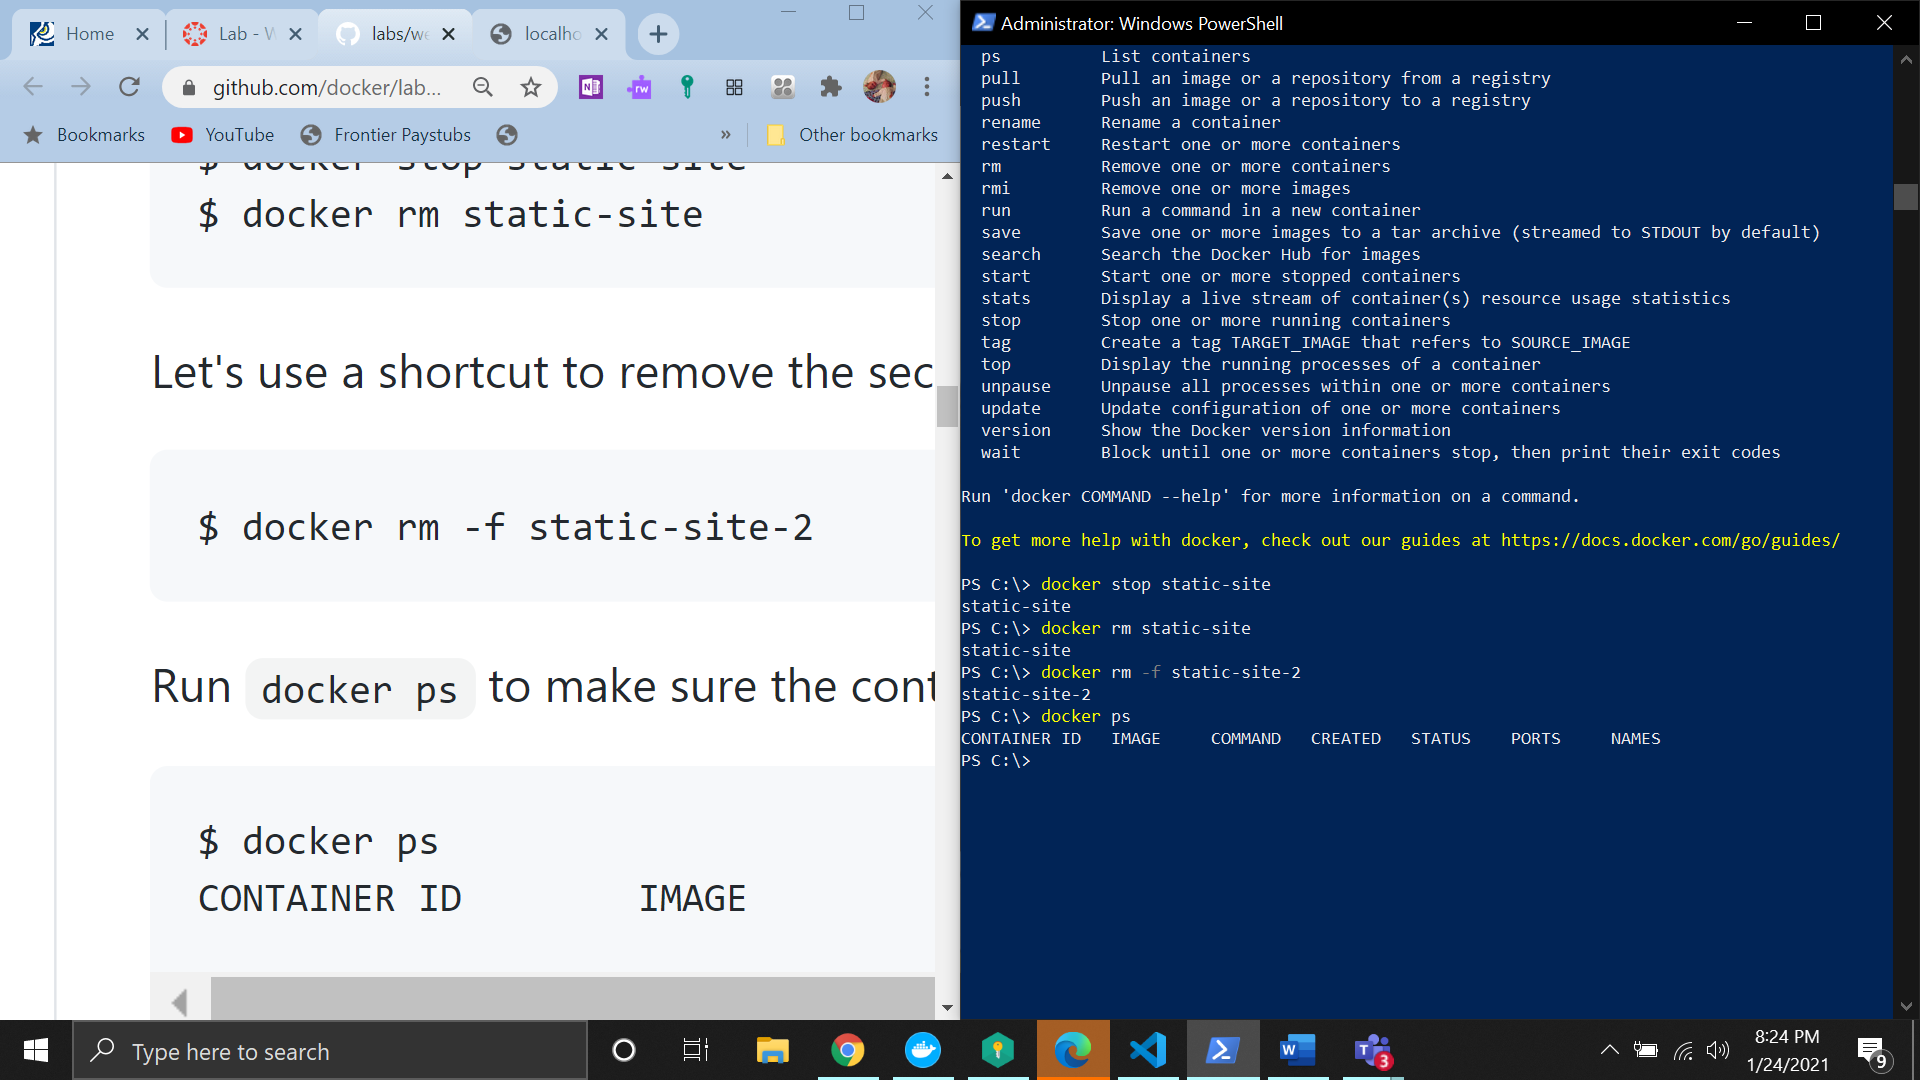 Home
Lab - W
labs/we
localho
github.com/docker/lab...
Bookmarks
YouTube
Frontier Paystubs
»
Other bookmarks
$ docker stop static-site
$ docker rm static-site
Let's use a shortcut to remove the sec
$ docker rm -f static-site-2
Run docker ps to make sure the cont
$ docker ps
CONTAINER ID IMAGE
Administrator: Windows PowerShell
ps List containers
pull Pull an image or a repository from a registry
push Push an image or a repository to a registry
rename Rename a container
restart Restart one or more containers
rm Remove one or more containers
rmi Remove one or more images
run Run a command in a new container
save Save one or more images to a tar archive (streamed to STDOUT by default)
search Search the Docker Hub for images
start Start one or more stopped containers
stats Display a live stream of container(s) resource usage statistics
stop Stop one or more running containers
tag Create a tag TARGET_IMAGE that refers to SOURCE_IMAGE
top Display the running processes of a container
unpause Unpause all processes within one or more containers
update Update configuration of one or more containers
version Show the Docker version information
wait Block until one or more containers stop, then print their exit codes
Run 'docker COMMAND --help' for more information on a command.
To get more help with docker, check out our guides at https://docs.docker.com/go/guides/
PS C:\> docker stop static-site
static-site
PS C:\> docker rm static-site
static-site
PS C:\> docker rm -f static-site-2
static-site-2
PS C:\> docker ps
CONTAINER ID IMAGE COMMAND CREATED STATUS PORTS NAMES
PS C:\>
Type here to search
8:24 PM
1/24/2021
3
9